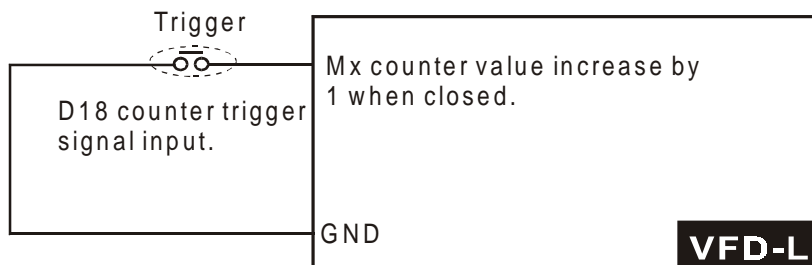 Trigger
Mx counter value increase by
1 when closed.
D18 counter trigger
signal input.
GND
VFD-L